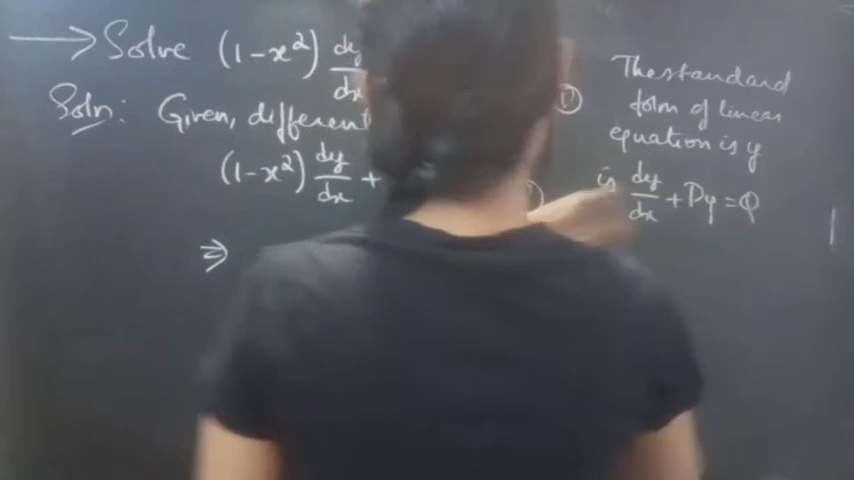 → Solve (1-x²) dy/dx
Soln: Given, different
(1-x²) dy/dx +
⇒
①
The standard
form of linear
equation is y
is dy/dx + Py = Q